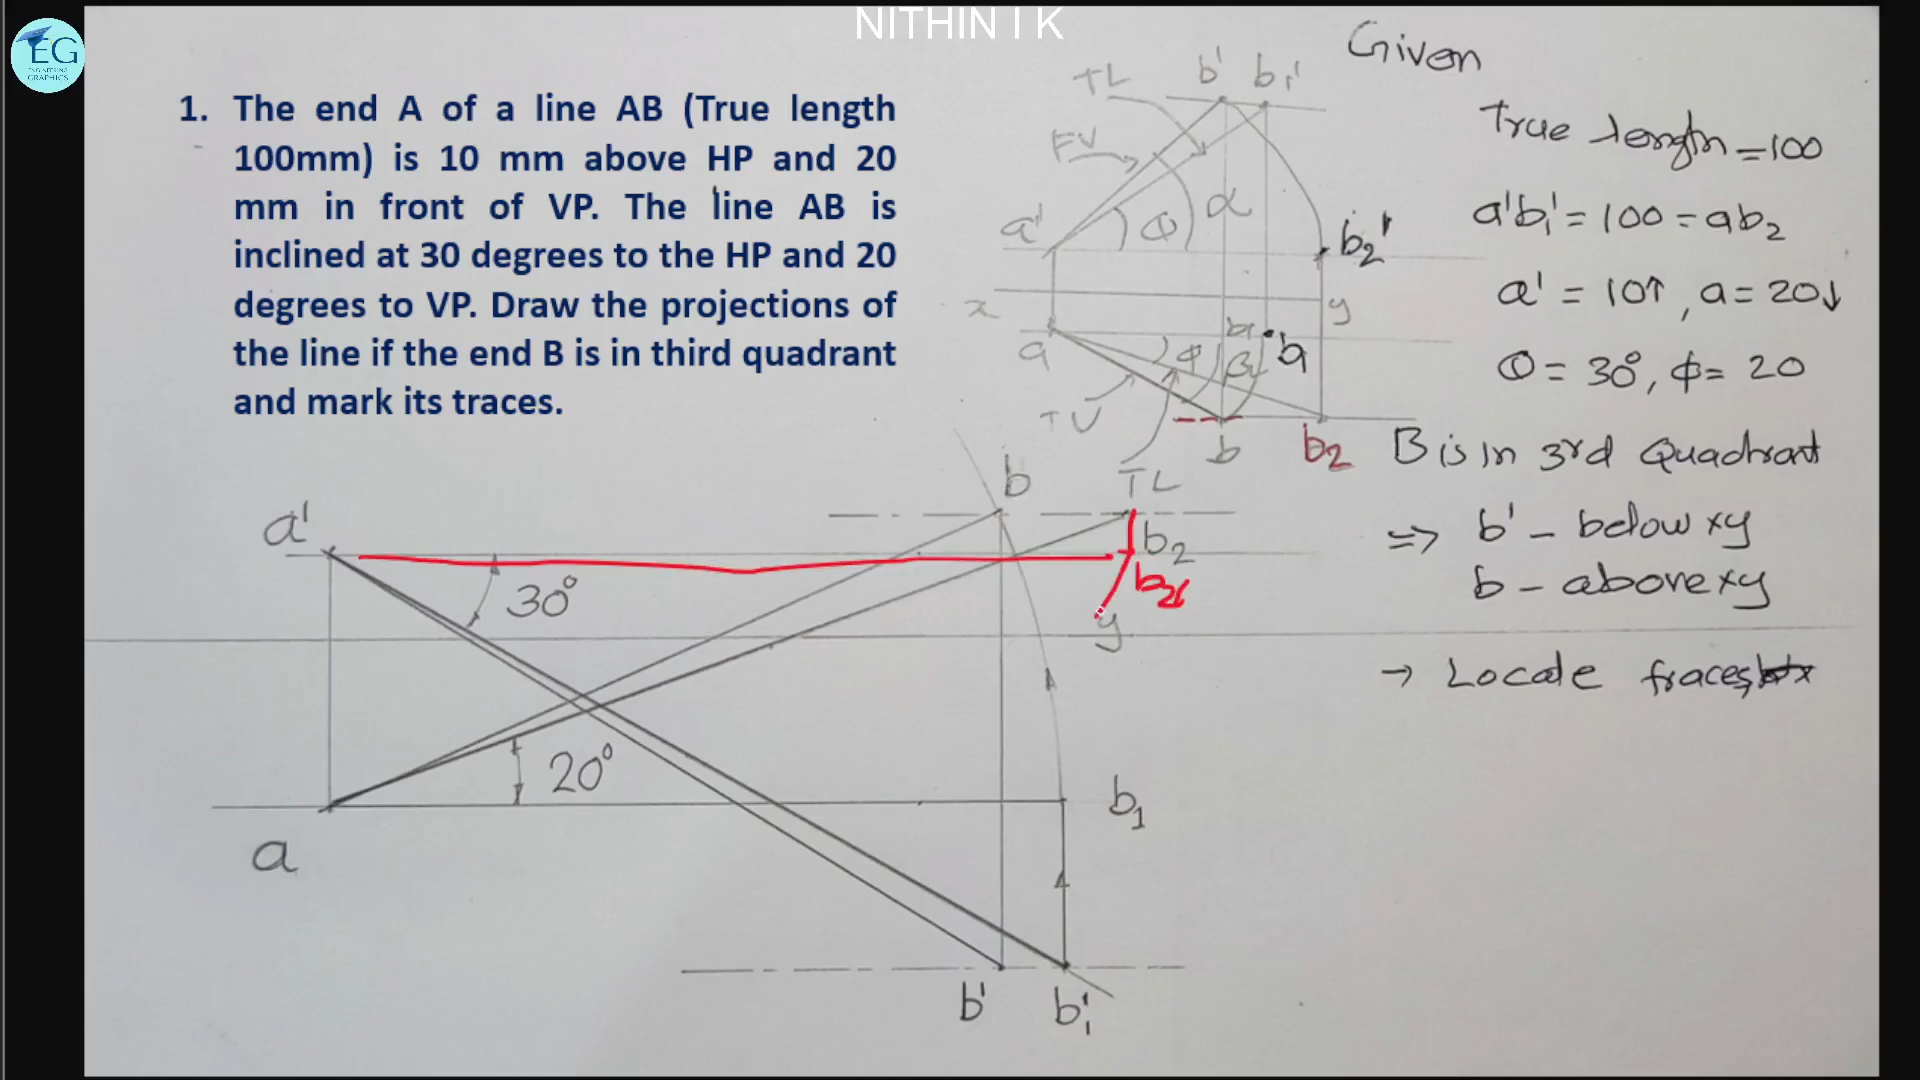 NITHIN I K
EG
ENGINEERING
GRAPHICS
1. The end A of a line AB (True length
100mm) is 10 mm above HP and 20
mm in front of VP. The line AB is
inclined at 30 degrees to the HP and 20
degrees to VP. Draw the projections of
the line if the end B is in third quadrant
and mark its traces.
TL
b'
b1'
FV
a'
Φ
α
b2'
x
y
a
Φ
β
b1
TV
b
b2
TL
Given
True length = 100
a'b1' = 100 = ab2
a' = 10↑, a = 20↓
Θ = 30°, Φ = 20
B is in 3rd Quadrant
=> b' - below xy
b - above xy
→ Locate traces
a'
30°
b
b2
b2'
y
20°
a
b1
b'
b1'